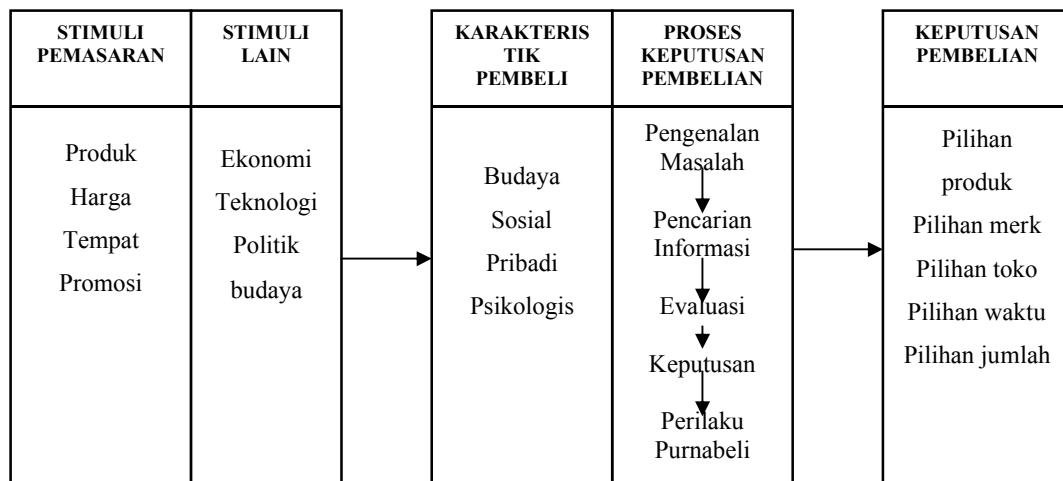 STIMULI
PEMASARAN
STIMULI
LAIN
KARAKTERIS
TIK
PEMBELI
PROSES
KEPUTUSAN
PEMBELIAN
KEPUTUSAN
PEMBELIAN
Produk
Harga
Tempat
Promosi
Ekonomi
Teknologi
Politik
budaya
Budaya
Sosial
Pribadi
Psikologis
Pengenalan
Masalah
Pencarian
Informasi
Evaluasi
Keputusan
Perilaku
Purnabeli
Pilihan
produk
Pilihan merk
Pilihan toko
Pilihan waktu
Pilihan jumlah